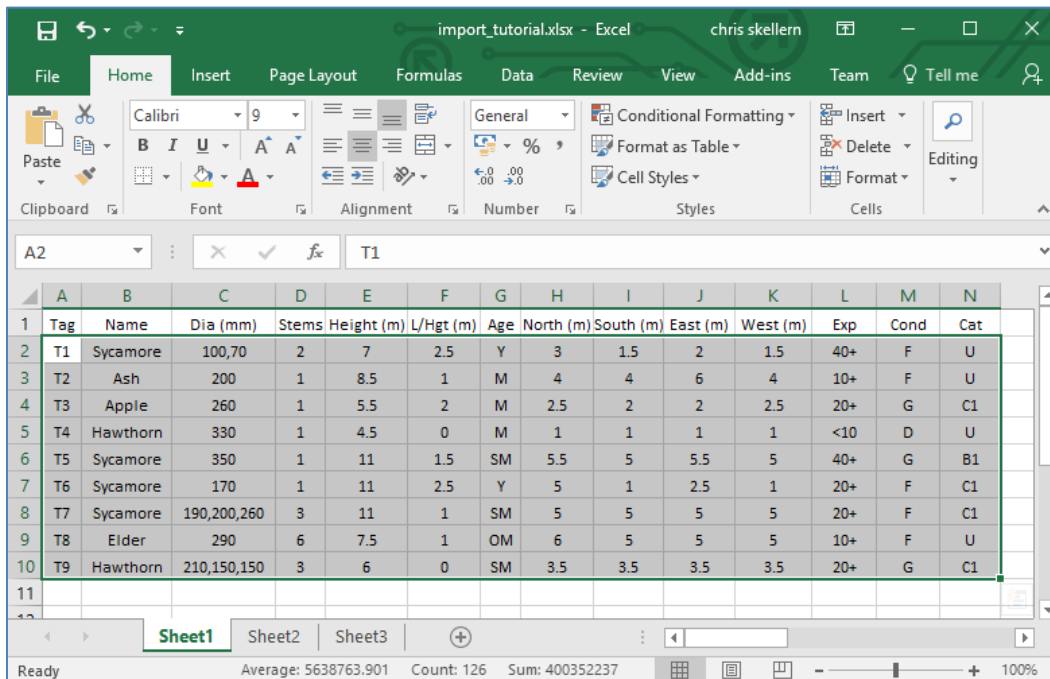 import_tutorial.xlsx - Excel chris skellern
File Home Insert Page Layout Formulas Data Review View Add-ins Team Tell me
Paste Calibri 9 General Conditional Formatting Insert
B I U A A % , Format as Table Delete Editing
A .00 .0 Cell Styles Format
Clipboard Font Alignment Number Styles Cells
A2 fx T1
A B C D E F G H I J K L M N
1 Tag Name Dia (mm) Stems Height (m) L/Hgt (m) Age North (m) South (m) East (m) West (m) Exp Cond Cat
2 T1 Sycamore 100,70 2 7 2.5 Y 3 1.5 2 1.5 40+ F U
3 T2 Ash 200 1 8.5 1 M 4 4 6 4 10+ F U
4 T3 Apple 260 1 5.5 2 M 2.5 2 2 2.5 20+ G C1
5 T4 Hawthorn 330 1 4.5 0 M 1 1 1 1 <10 D U
6 T5 Sycamore 350 1 11 1.5 SM 5.5 5 5.5 5 40+ G B1
7 T6 Sycamore 170 1 11 2.5 Y 5 1 2.5 1 20+ F C1
8 T7 Sycamore 190,200,260 3 11 1 SM 5 5 5 5 20+ F C1
9 T8 Elder 290 6 7.5 1 OM 6 5 5 5 10+ F U
10 T9 Hawthorn 210,150,150 3 6 0 SM 3.5 3.5 3.5 3.5 20+ G C1
11
Sheet1 Sheet2 Sheet3
Ready Average: 5638763.901 Count: 126 Sum: 400352237 100%